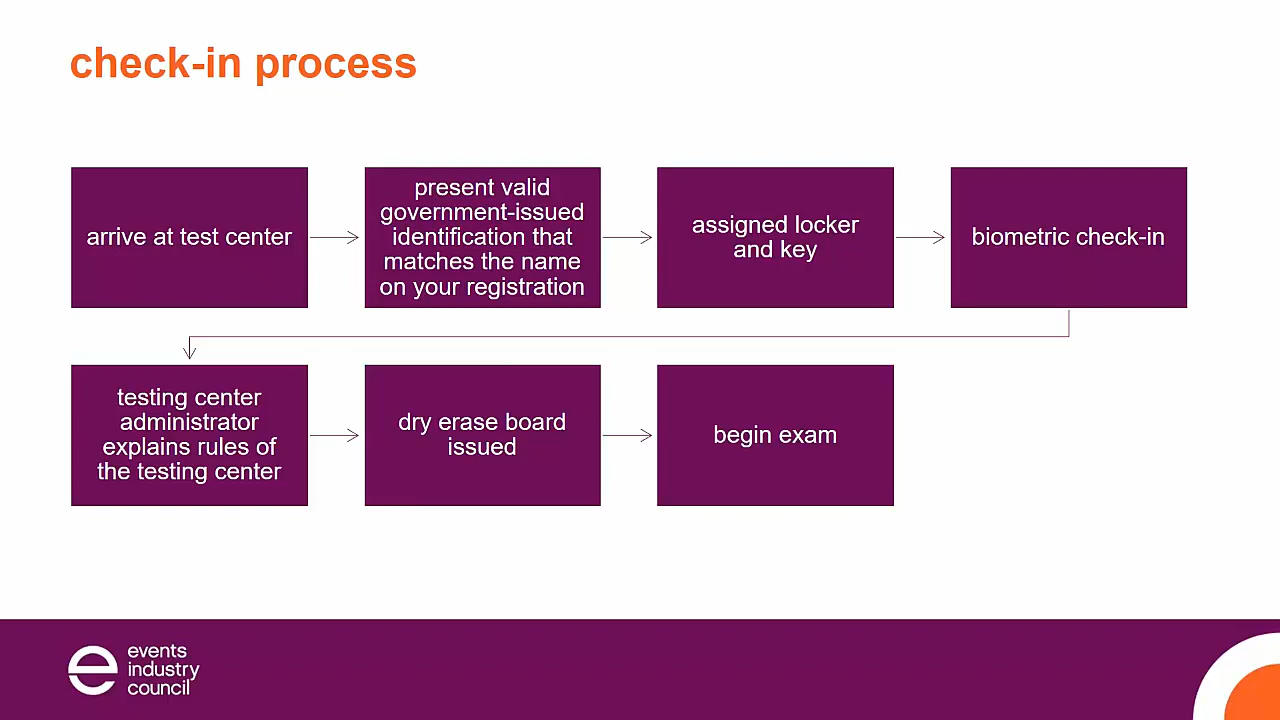 check-in process
arrive at test center
present valid
government-issued
identification that
matches the name
on your registration
assigned locker
and key
biometric check-in
testing center
administrator
explains rules of
the testing center
dry erase board
issued
begin exam
events
industry
council